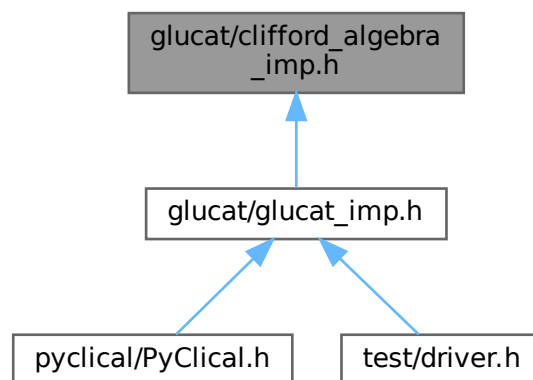 glucat/clifford_algebra
_imp.h
glucat/glucat_imp.h
pyclical/PyClical.h
test/driver.h